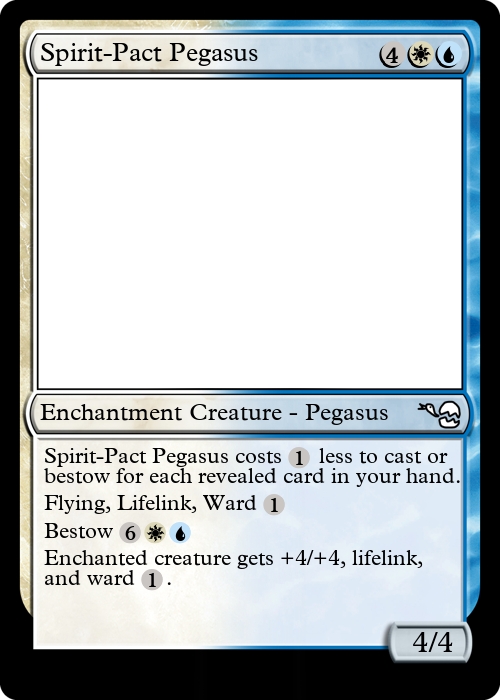 Spirit-Pact Pegasus 4
Enchantment Creature - Pegasus
Spirit-Pact Pegasus costs 1 less to cast or
bestow for each revealed card in your hand.
Flying, Lifelink, Ward 1
Bestow 6
Enchanted creature gets +4/+4, lifelink,
and ward 1.
4/4